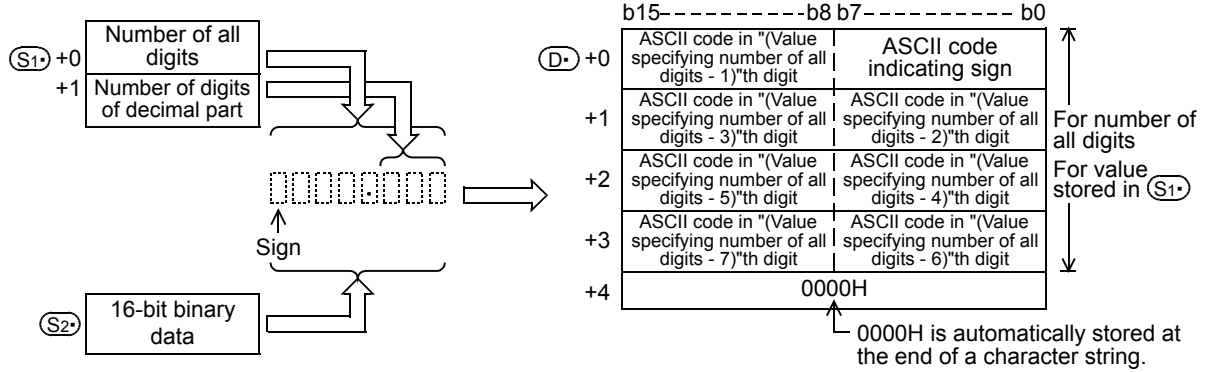 S1• +0
Number of all
digits
+1
Number of digits
of decimal part
.
Sign
S2•
16-bit binary
data
b15 b8 b7 b0
D• +0
ASCII code in "(Value
specifying number of all
digits - 1)"th digit
ASCII code
indicating sign
+1
ASCII code in "(Value
specifying number of all
digits - 3)"th digit
ASCII code in "(Value
specifying number of all
digits - 2)"th digit
+2
ASCII code in "(Value
specifying number of all
digits - 5)"th digit
ASCII code in "(Value
specifying number of all
digits - 4)"th digit
+3
ASCII code in "(Value
specifying number of all
digits - 7)"th digit
ASCII code in "(Value
specifying number of all
digits - 6)"th digit
+4
0000H
For number of
all digits
For value
stored in S1•
0000H is automatically stored at
the end of a character string.